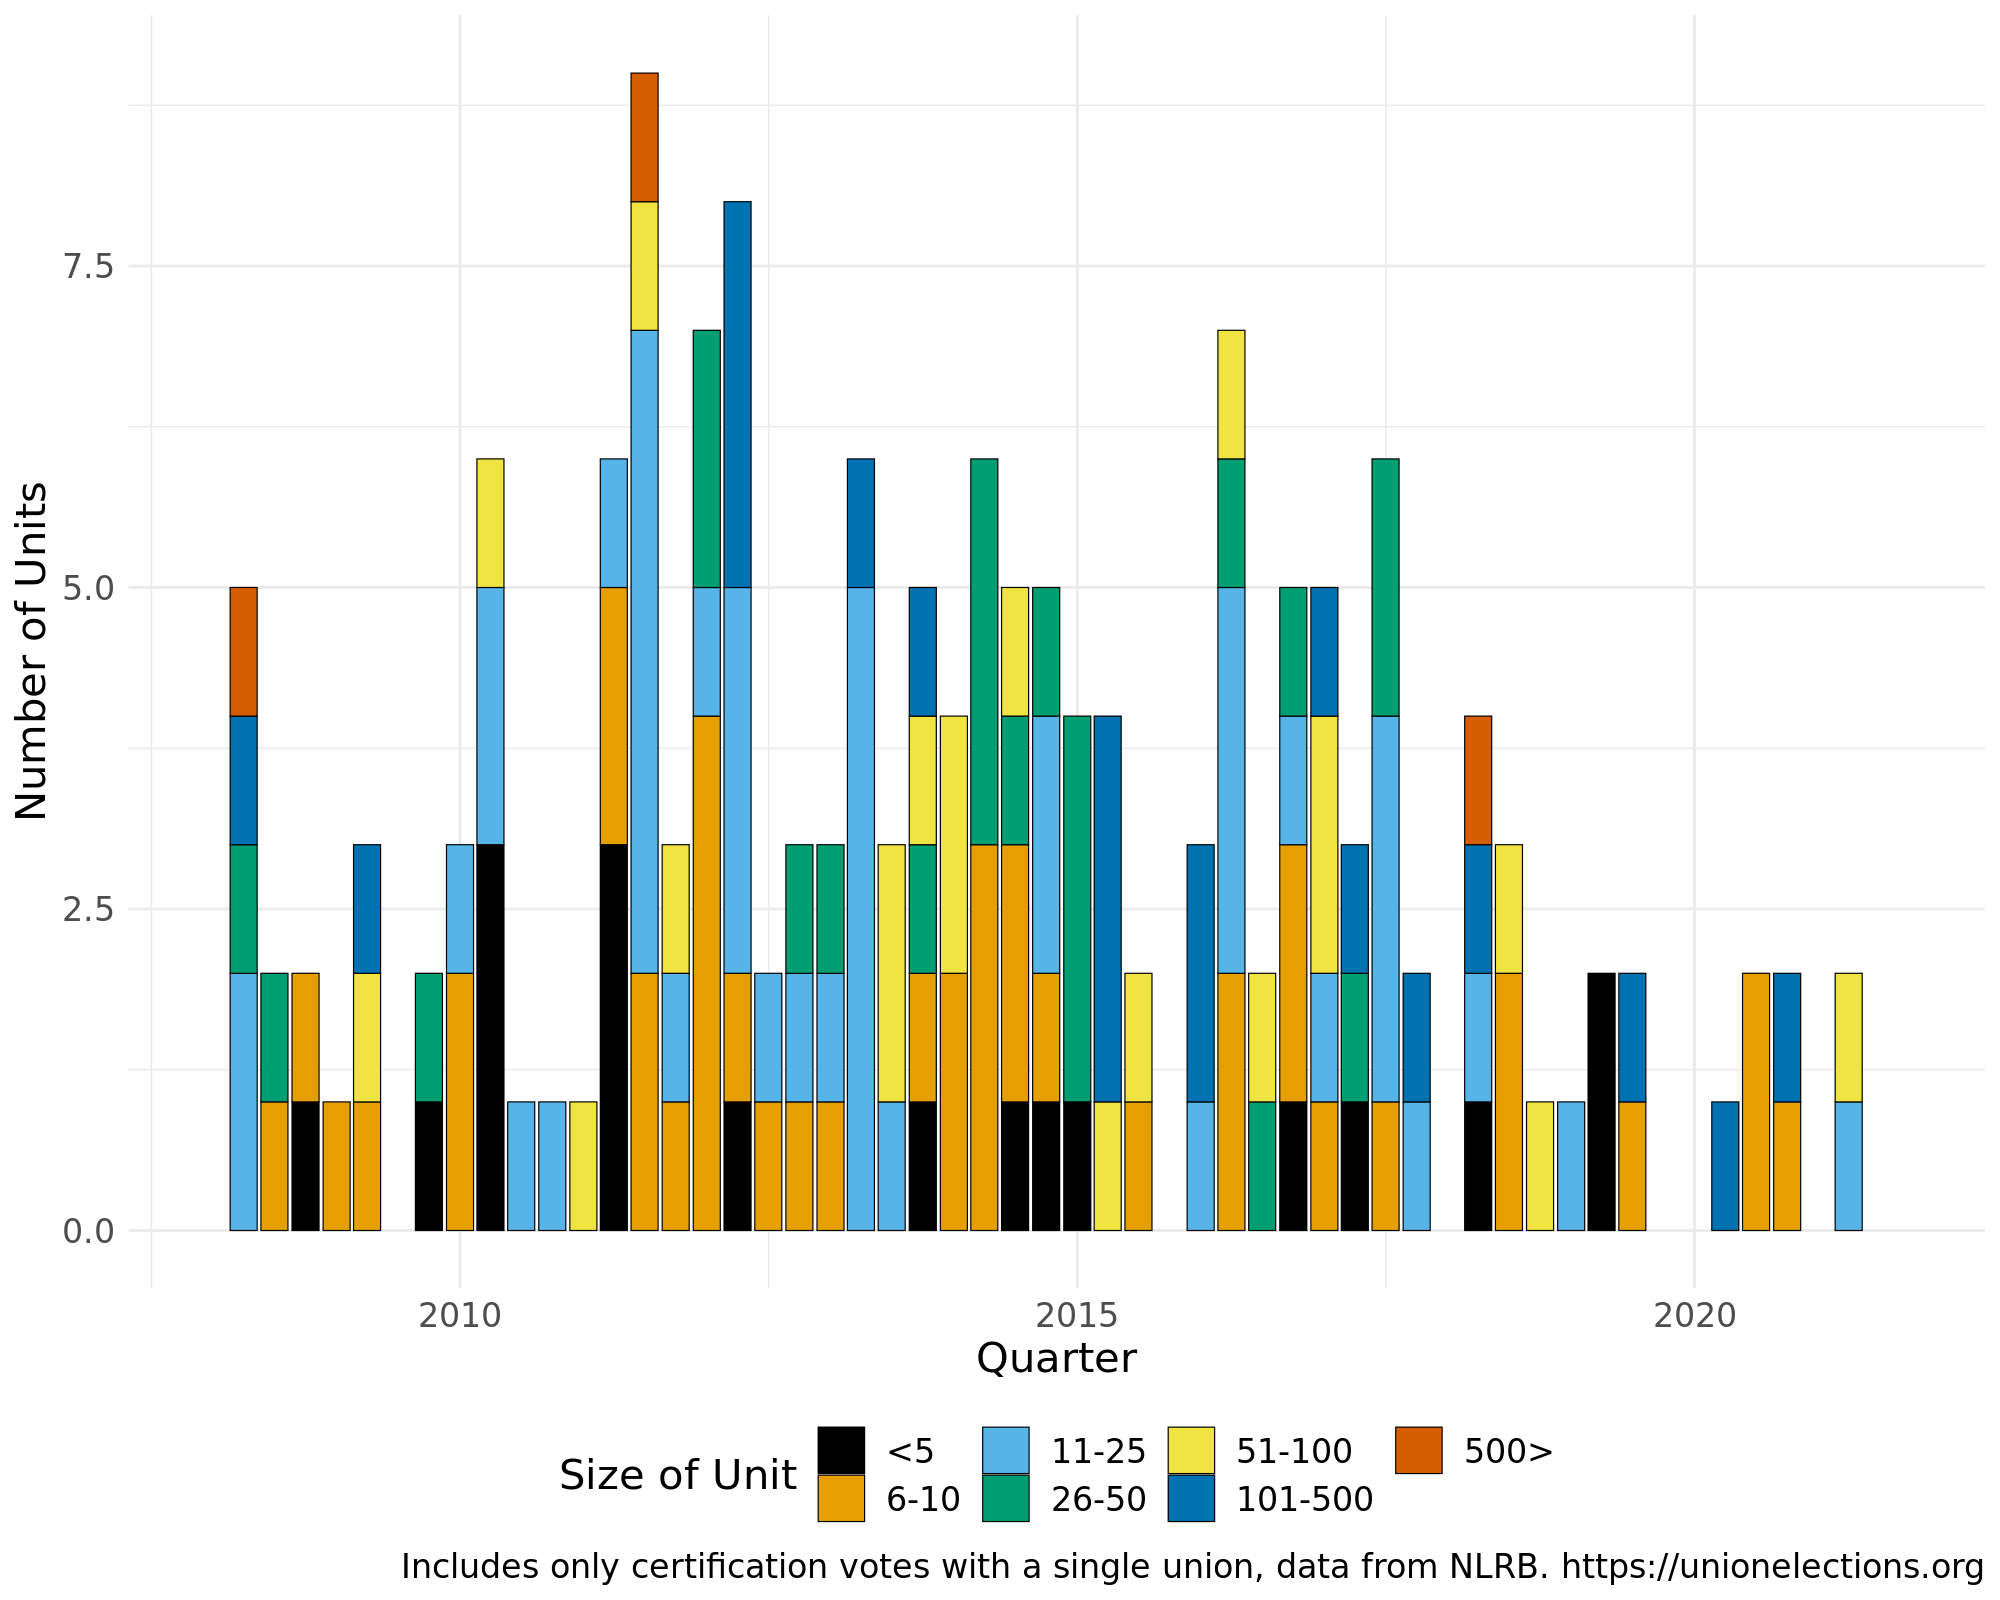 7.5
5.0
2.5
0.0
Number of Units
2010 2015 2020
Quarter
Size of Unit
<5 11-25 51-100 500>
6-10 26-50 101-500
Includes only certification votes with a single union, data from NLRB. https://unionelections.org